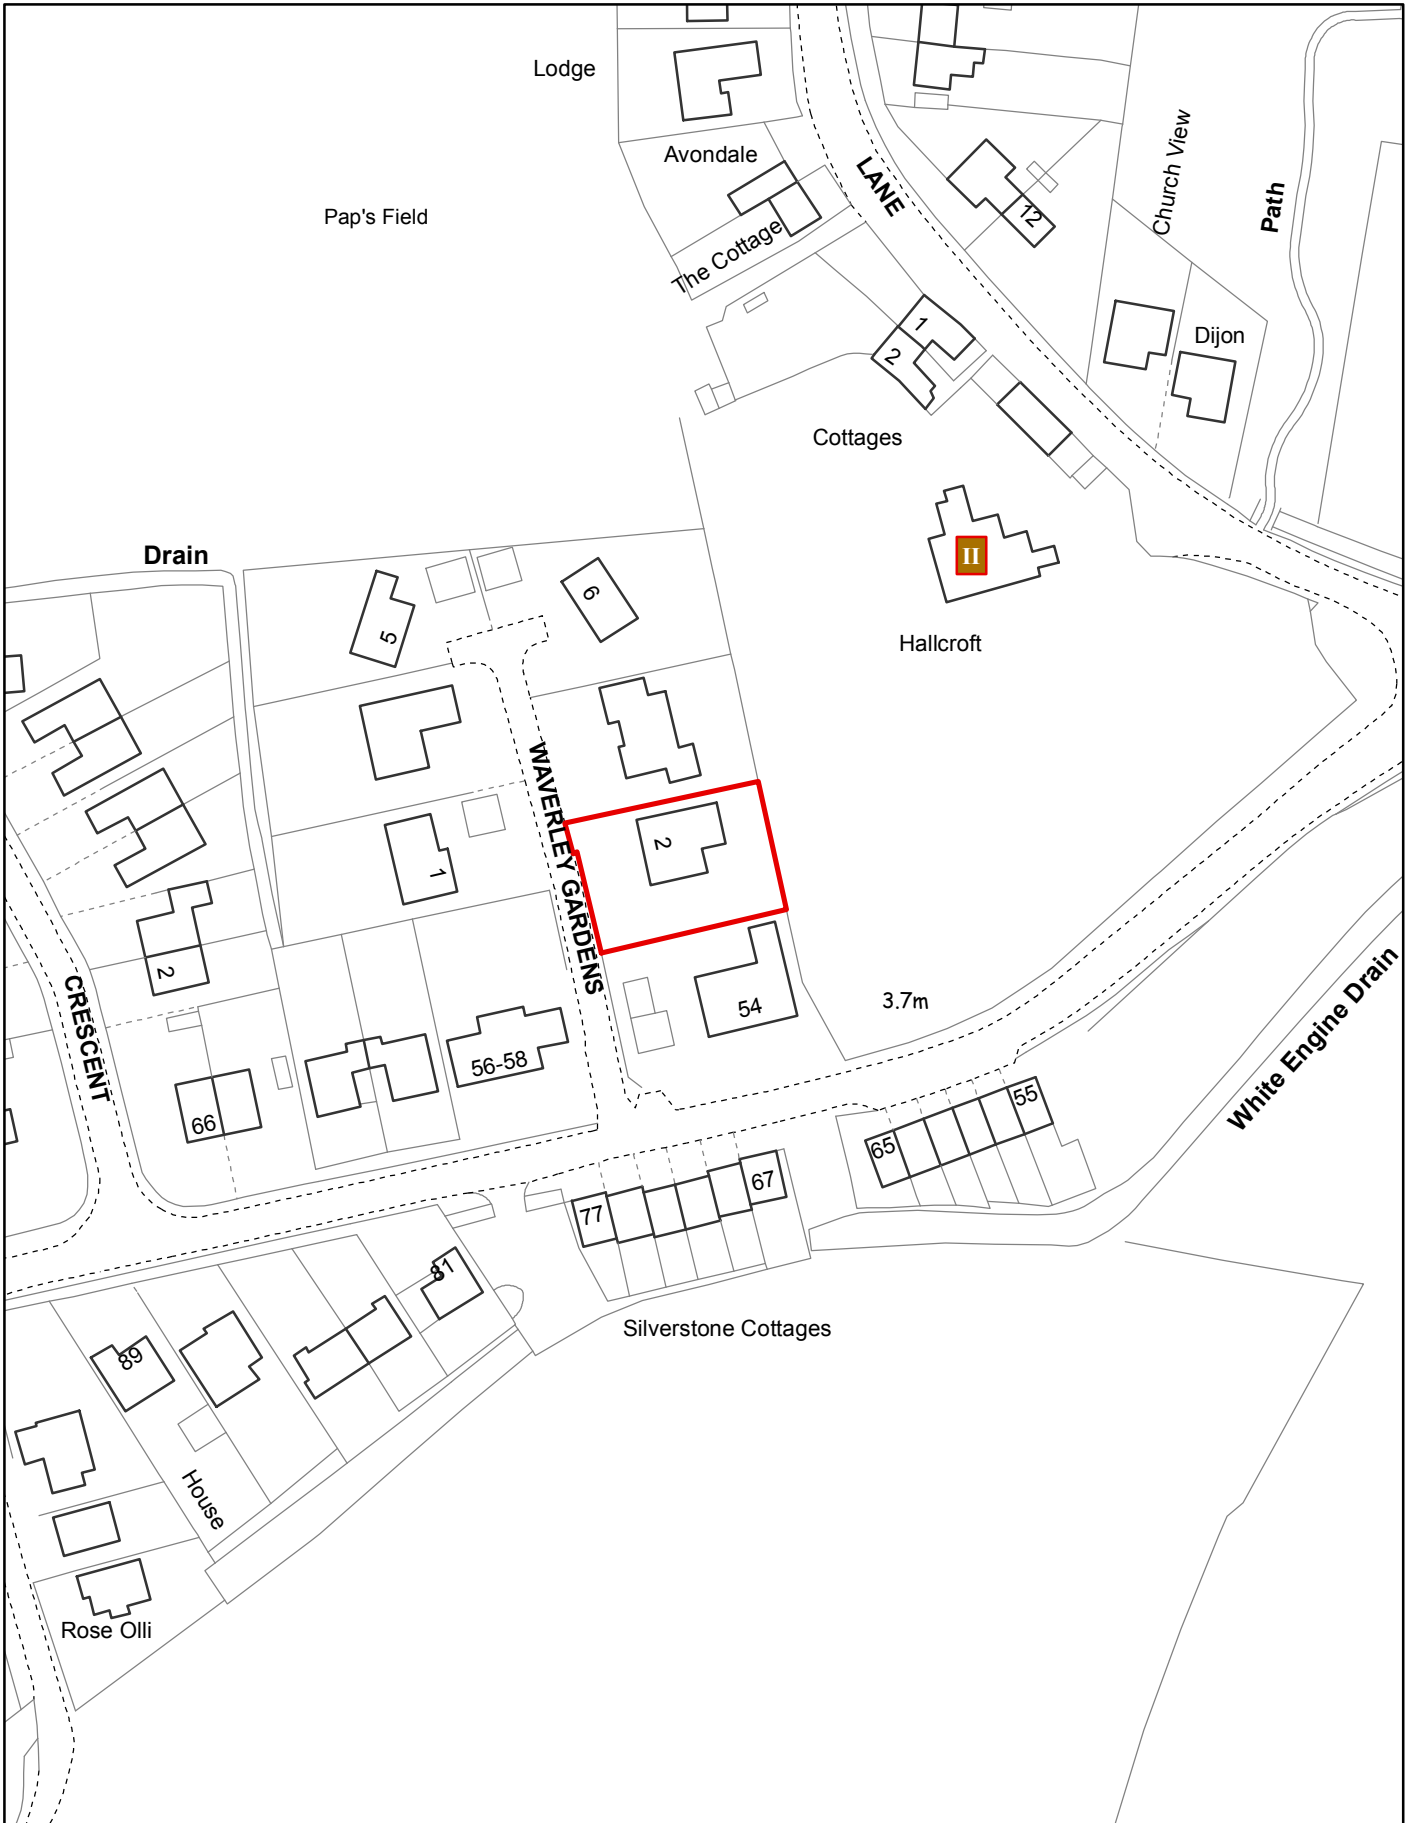 Lodge
Avondale
LANE
Church View
Path
12
Pap's Field
The Cottage
1
2
Dijon
Cottages
Drain
II
6
5
Hallcroft
WAVERLEY GARDENS
2
1
2
CRESCENT
54
3.7m
White Engine Drain
56-58
66
55
65
67
77
81
Silverstone Cottages
89
House
Rose Olli